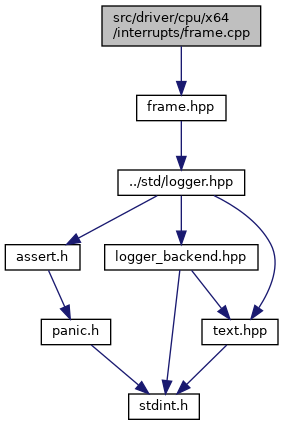 src/driver/cpu/x64
/interrupts/frame.cpp
frame.hpp
../std/logger.hpp
assert.h
logger_backend.hpp
panic.h
text.hpp
stdint.h